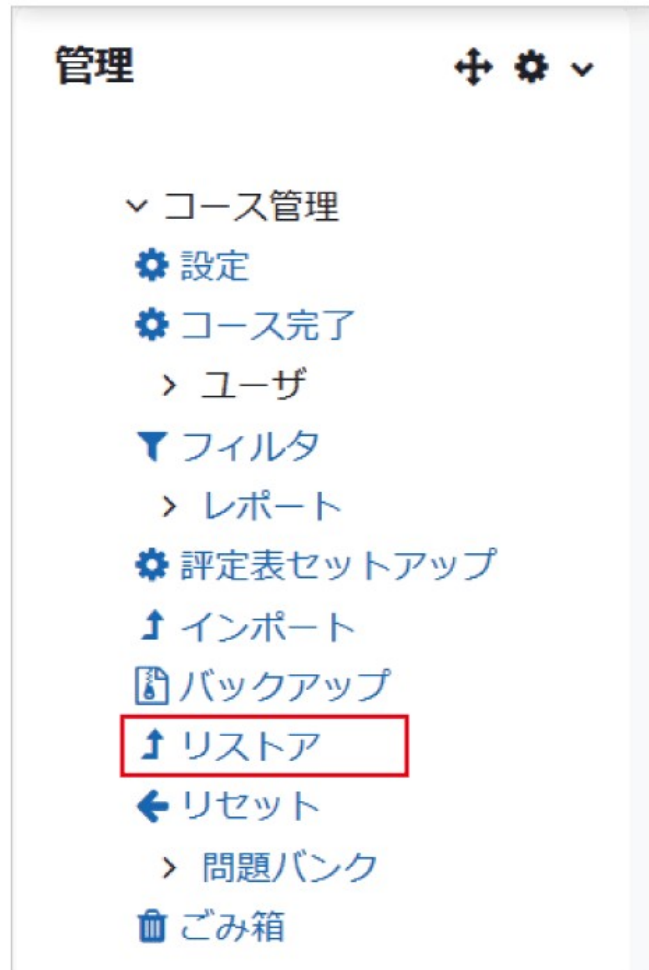 管理
コース管理
設定
コース完了
ユーザ
フィルタ
レポート
評定表セットアップ
インポート
バックアップ
リストア
リセット
問題バンク
ごみ箱